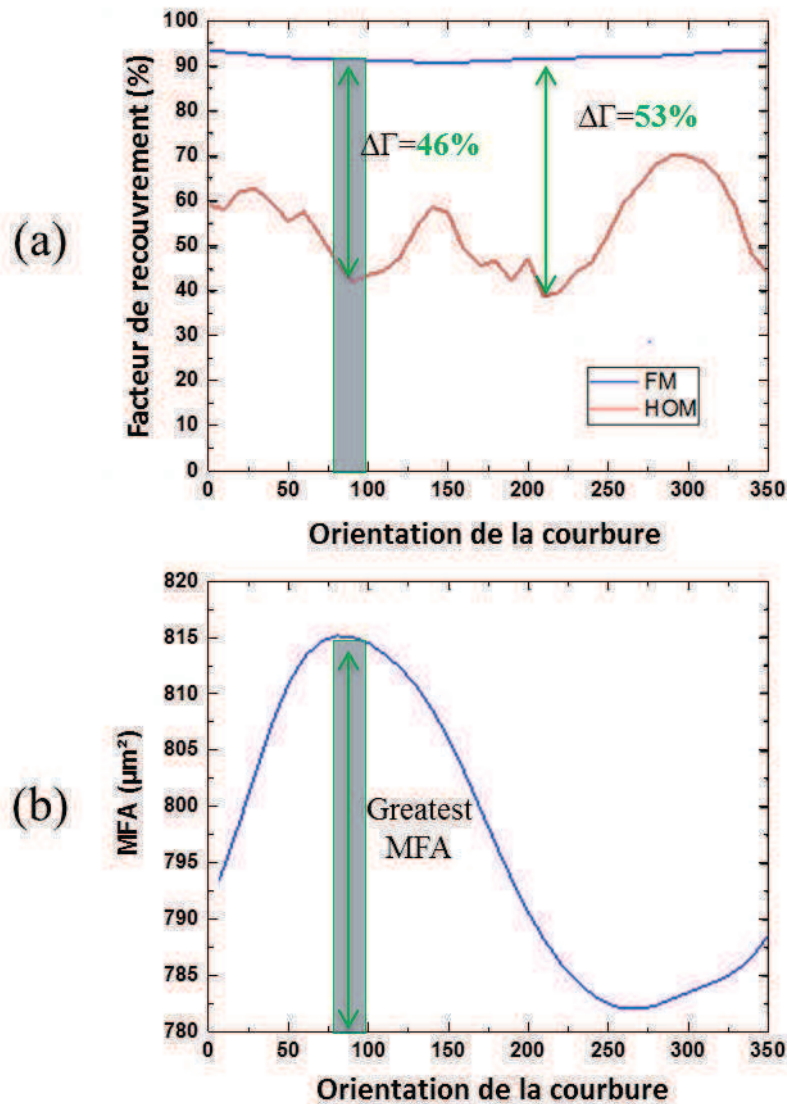 (a)
Facteur de recouvrement (%)
100
90
80
70
60
50
40
30
20
10
0
ΔΓ=46%
ΔΓ=53%
FM
HOM
0 50 100 150 200 250 300 350
Orientation de la courbure
(b)
MFA (µm²)
820
815
810
805
800
795
790
785
780
Greatest
MFA
0 50 100 150 200 250 300 350
Orientation de la courbure